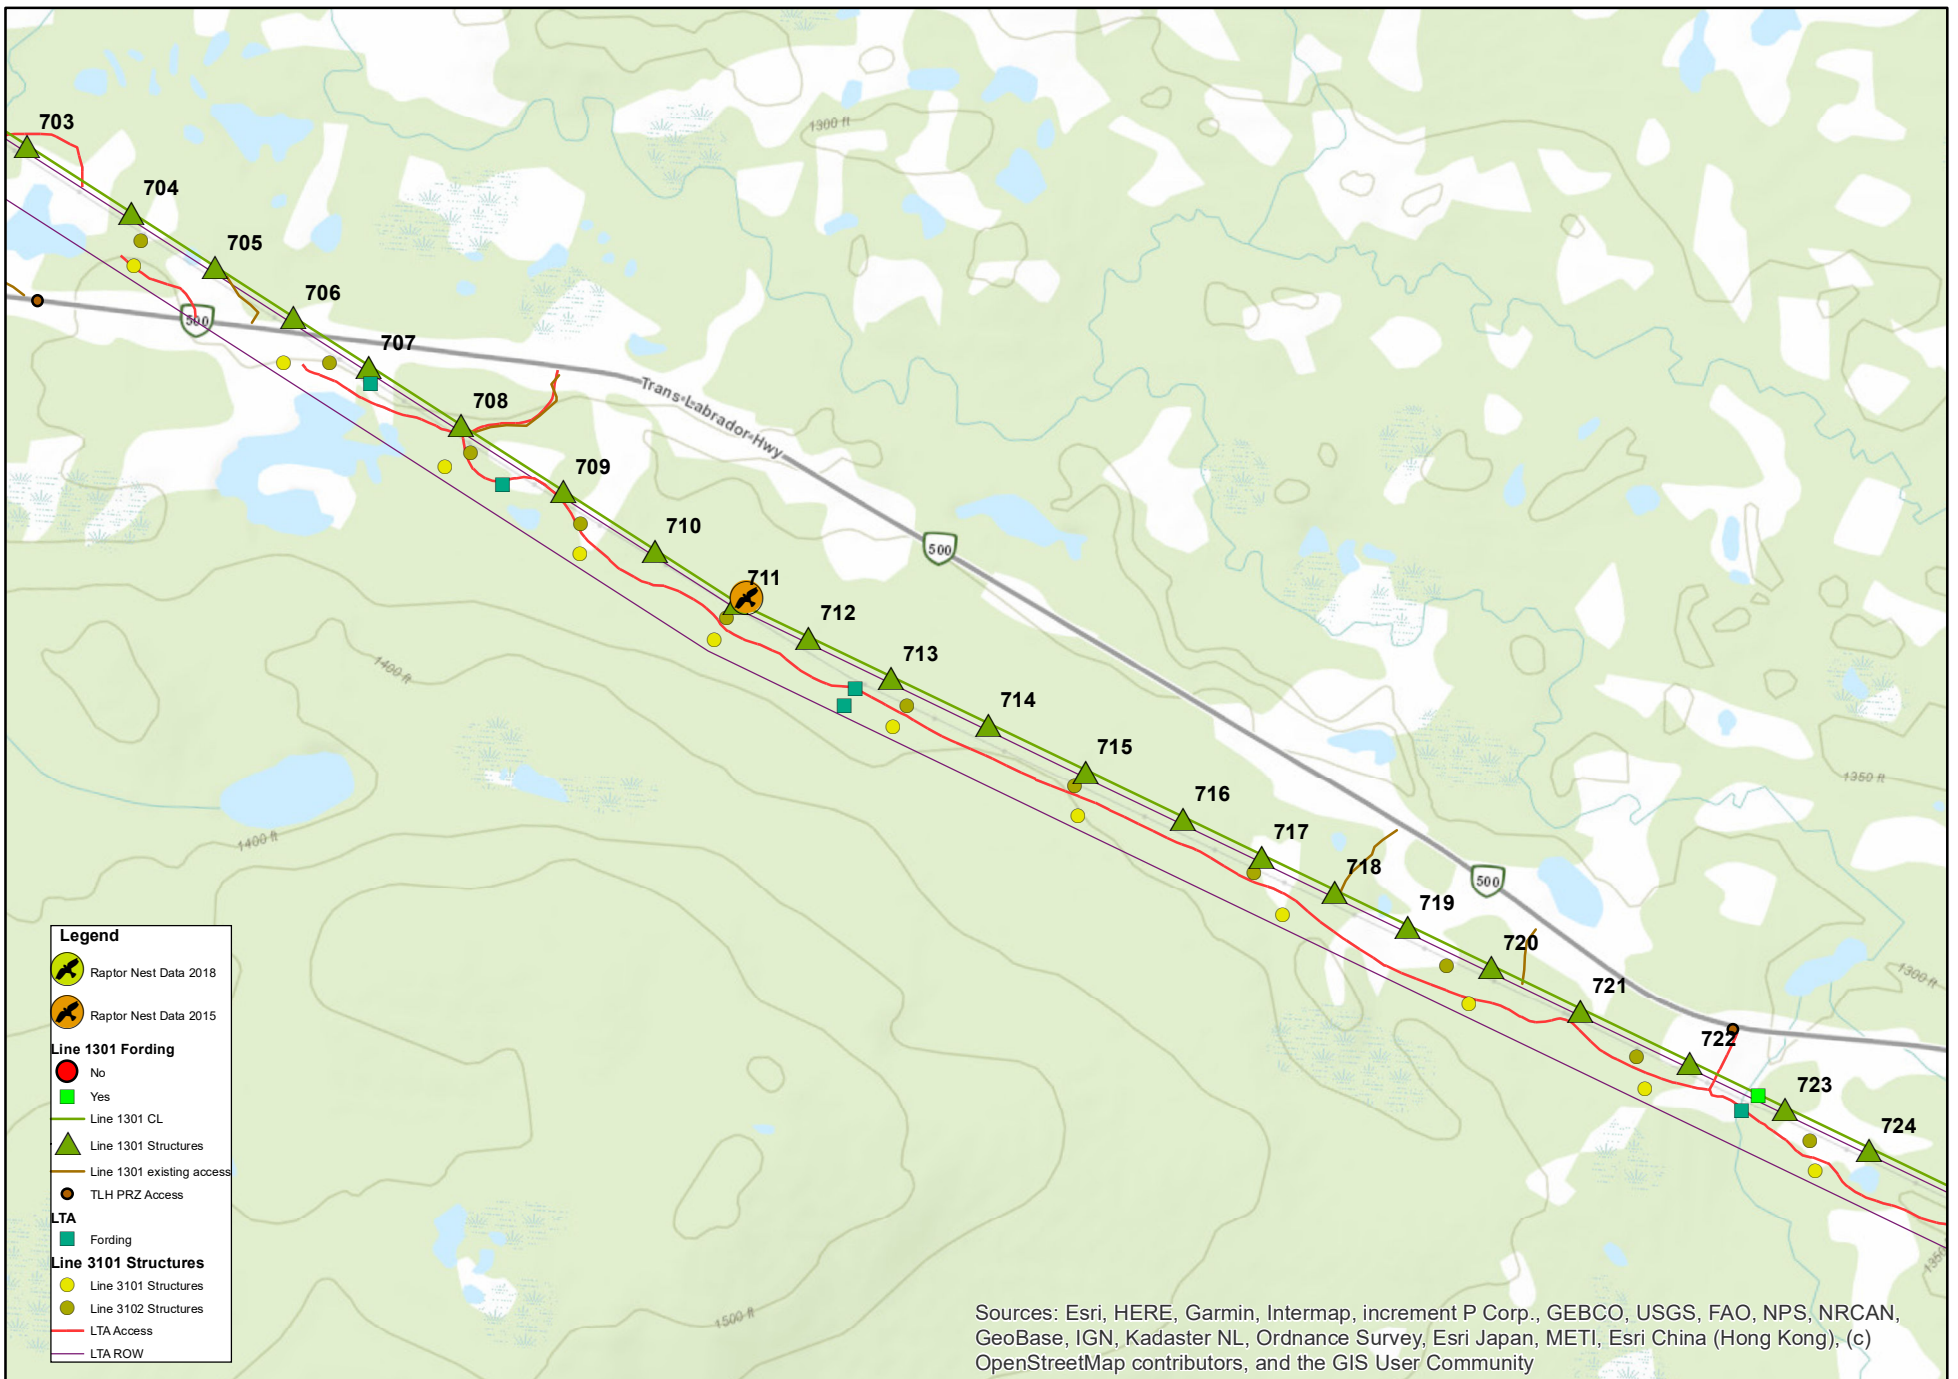 703
1300 ft
704
705
706
500
707
Trans-Labrador-Hwy
708
709
710
500
711
712
713
1400 ft
714
715
1350 ft
716
717
1400 ft
718
500
719
720
1300 ft
721
722
723
724
1350
1500 ft
Legend
Raptor Nest Data 2018
Raptor Nest Data 2015
Line 1301 Fording
No
Yes
Line 1301 CL
Line 1301 Structures
Line 1301 existing access
TLH PRZ Access
LTA
Fording
Line 3101 Structures
Line 3101 Structures
Line 3102 Structures
LTA Access
LTA ROW
Sources: Esri, HERE, Garmin, Intermap, increment P Corp., GEBCO, USGS, FAO, NPS, NRCAN,
GeoBase, IGN, Kadaster NL, Ordnance Survey, Esri Japan, METI, Esri China (Hong Kong), (c)
OpenStreetMap contributors, and the GIS User Community